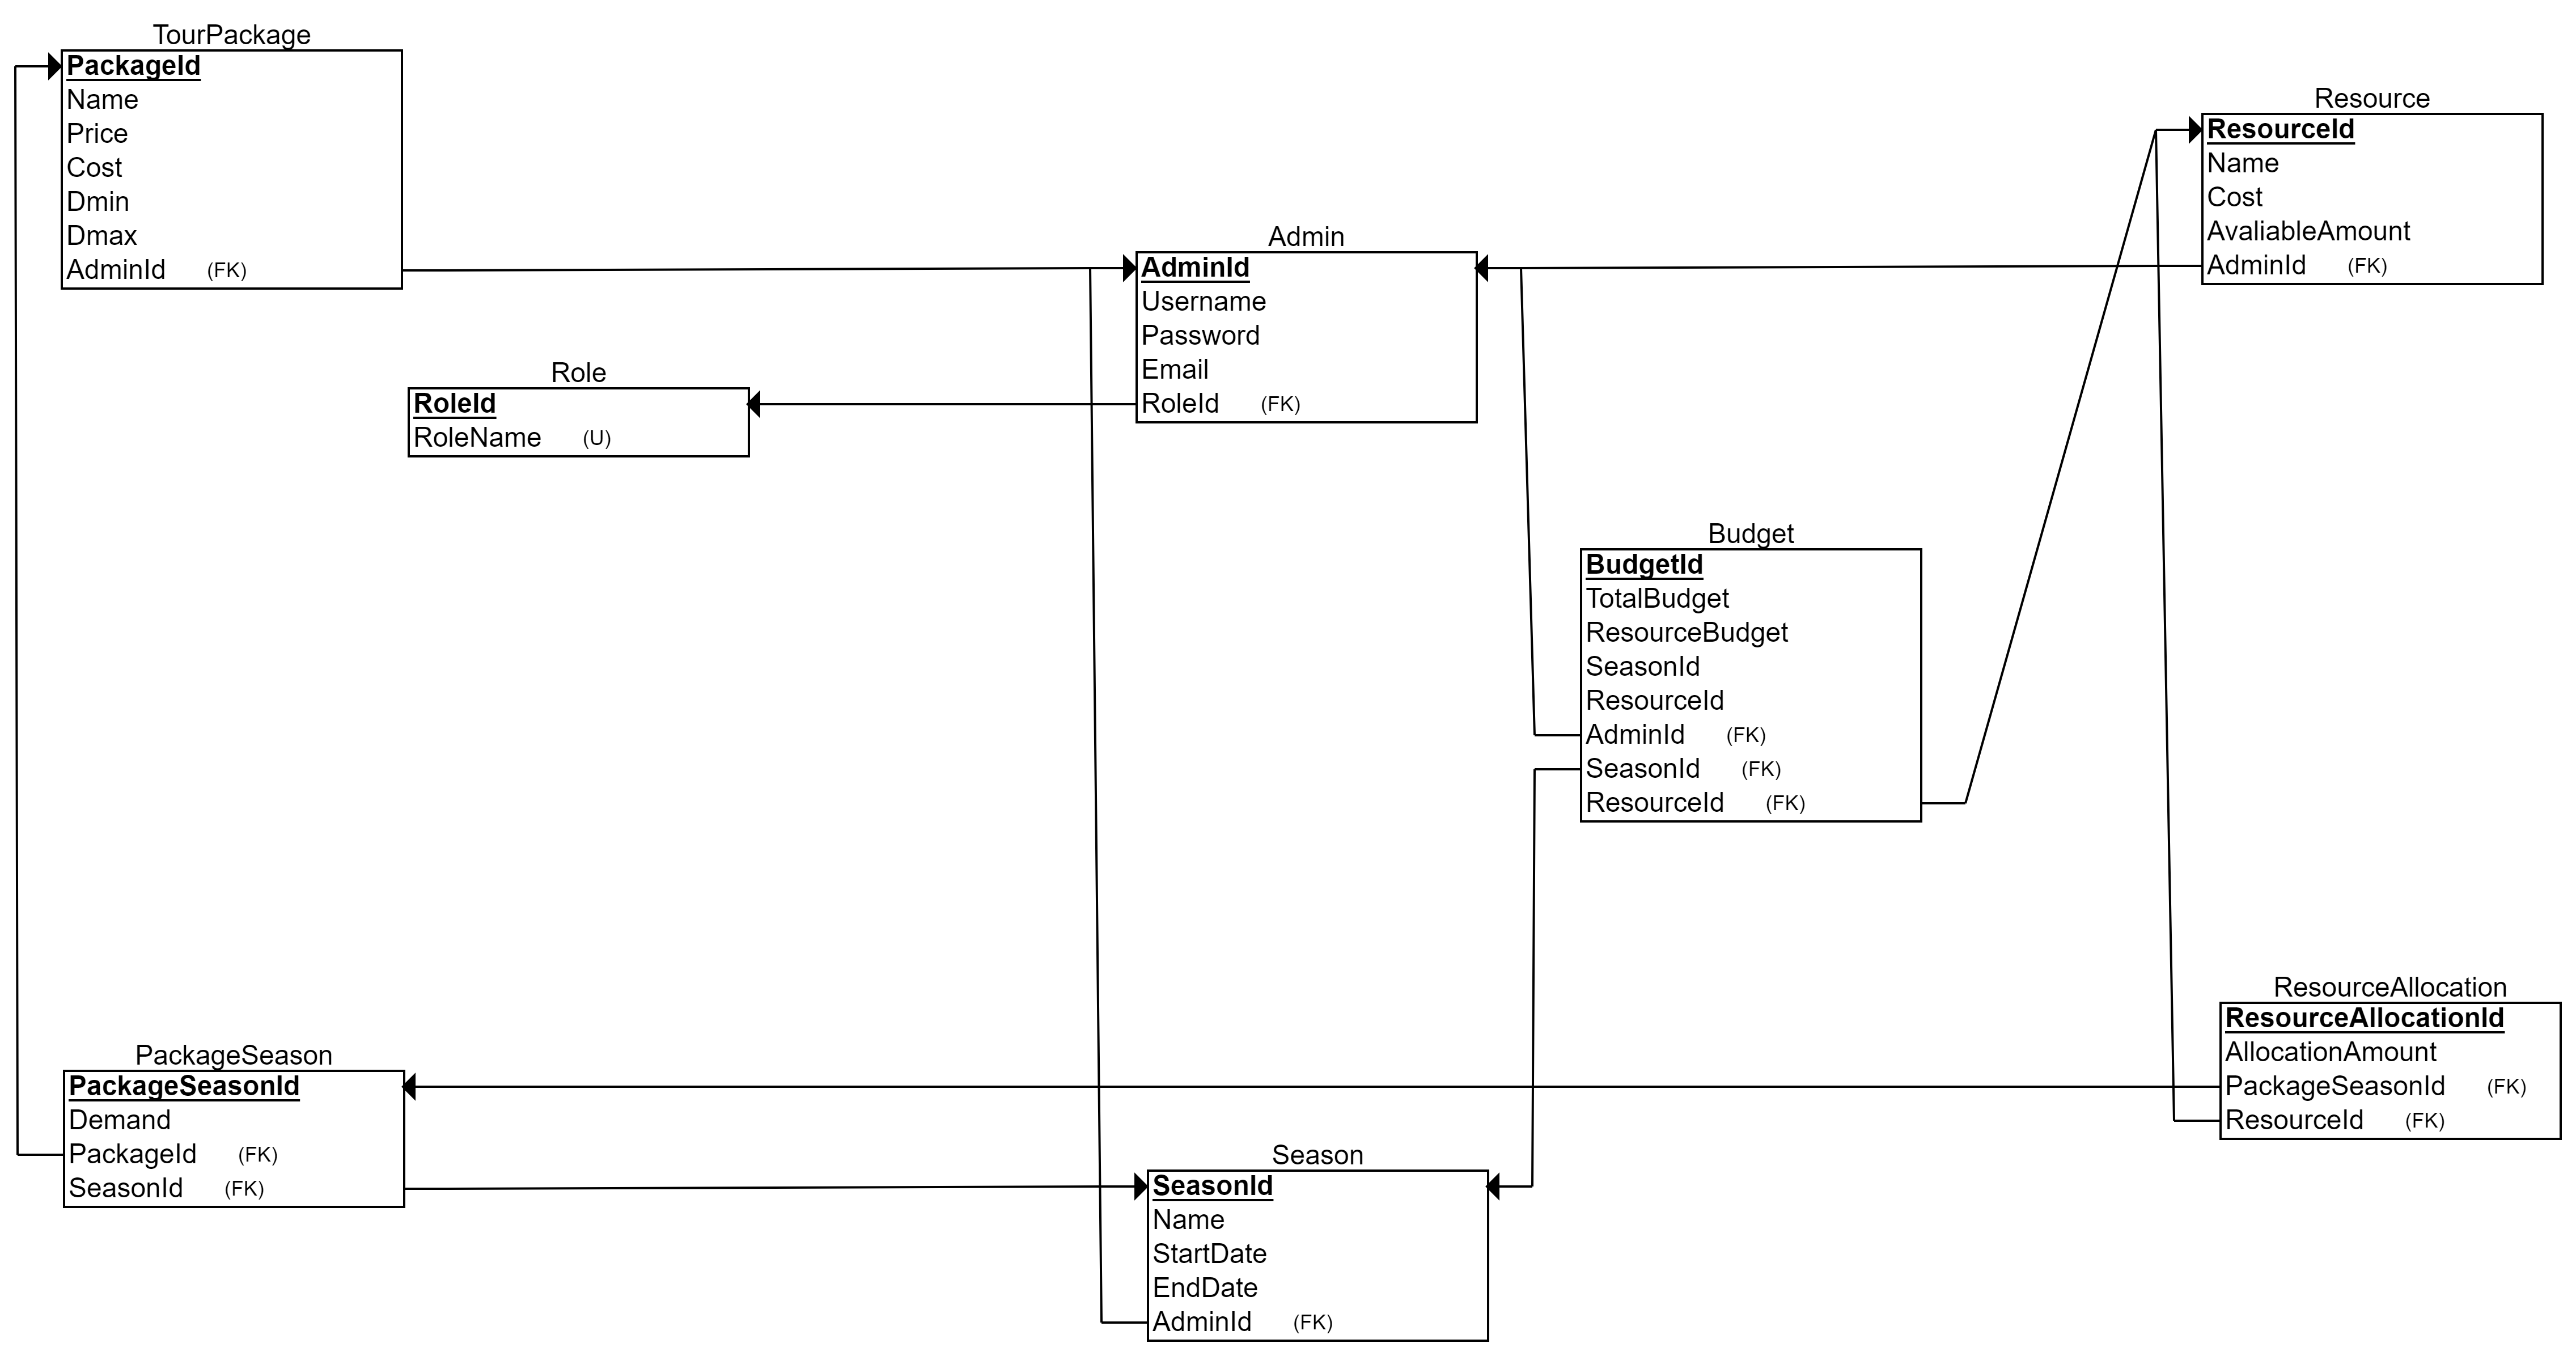 TourPackage
PackageId
Name
Price
Cost
Dmin
Dmax
AdminId (FK)
Resource
ResourceId
Name
Cost
AvaliableAmount
AdminId (FK)
Admin
AdminId
Username
Password
Email
RoleId (FK)
Role
RoleId
RoleName (U)
Budget
BudgetId
TotalBudget
ResourceBudget
SeasonId
ResourceId
AdminId (FK)
SeasonId (FK)
ResourceId (FK)
ResourceAllocation
ResourceAllocationId
AllocationAmount
PackageSeasonId (FK)
ResourceId (FK)
PackageSeason
PackageSeasonId
Demand
PackageId (FK)
SeasonId (FK)
Season
SeasonId
Name
StartDate
EndDate
AdminId (FK)